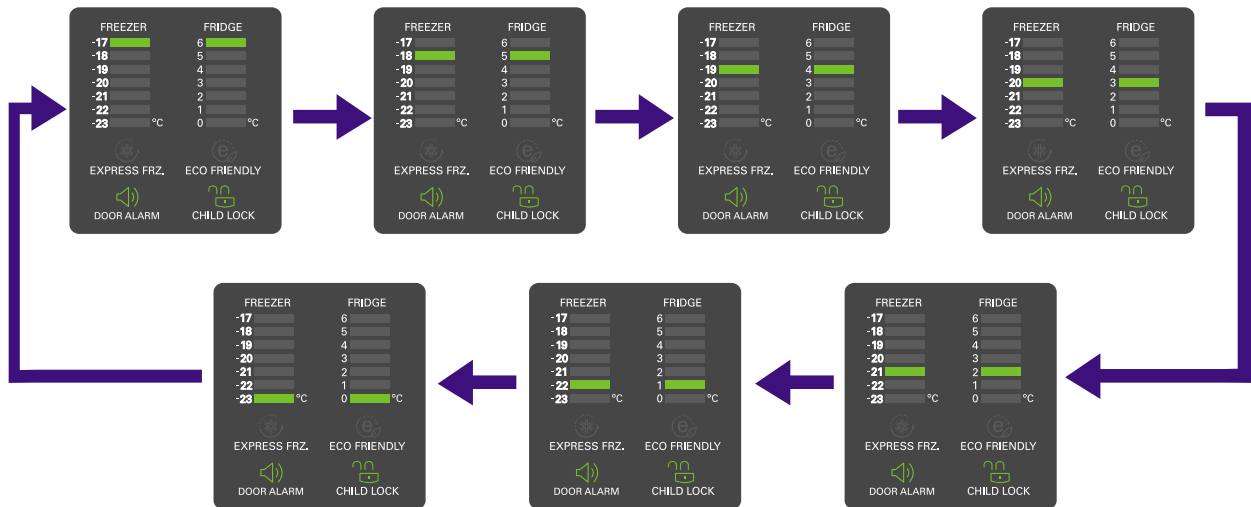 FREEZER FRIDGE
-17 6
-18 5
-19 4
-20 3
-21 2
-22 1
-23 °C 0 °C
EXPRESS FRZ. ECO FRIENDLY
DOOR ALARM CHILD LOCK
FREEZER FRIDGE
-17 6
-18 5
-19 4
-20 3
-21 2
-22 1
-23 °C 0 °C
EXPRESS FRZ. ECO FRIENDLY
DOOR ALARM CHILD LOCK
FREEZER FRIDGE
-17 6
-18 5
-19 4
-20 3
-21 2
-22 1
-23 °C 0 °C
EXPRESS FRZ. ECO FRIENDLY
DOOR ALARM CHILD LOCK
FREEZER FRIDGE
-17 6
-18 5
-19 4
-20 3
-21 2
-22 1
-23 °C 0 °C
EXPRESS FRZ. ECO FRIENDLY
DOOR ALARM CHILD LOCK
FREEZER FRIDGE
-17 6
-18 5
-19 4
-20 3
-21 2
-22 1
-23 °C 0 °C
e
EXPRESS FRZ. ECO FRIENDLY
DOOR ALARM CHILD LOCK
FREEZER FRIDGE
-17 6
-18 5
-19 4
-20 3
-21 2
-22 1
-23 °C 0 °C
e
EXPRESS FRZ. ECO FRIENDLY
DOOR ALARM CHILD LOCK
FREEZER FRIDGE
-17 6
-18 5
-19 4
-20 3
-21 2
-22 1
-23 °C 0 °C
e
EXPRESS FRZ. ECO FRIENDLY
DOOR ALARM CHILD LOCK